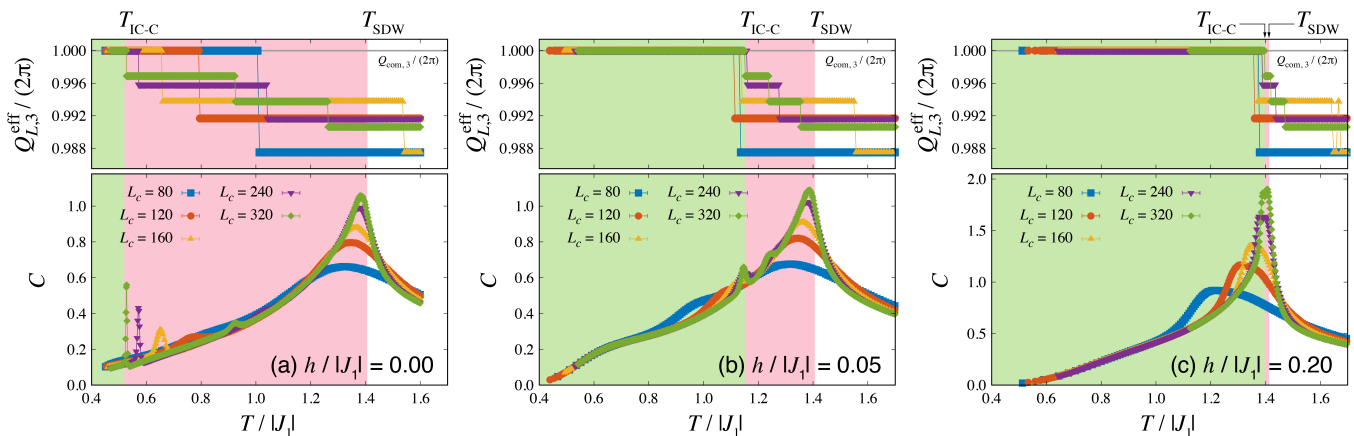 T_IC-C T_SDW
Q^eff_L,3 / (2π)
1.000
0.996
0.992
0.988
Q_com, 3 / (2π)
L_c = 80 L_c = 240
L_c = 120 L_c = 320
L_c = 160
C
1.0
0.8
0.6
0.4
0.2
0.0
(a) h / |J_1| = 0.00
0.4 0.6 0.8 1.0 1.2 1.4 1.6
T / |J_1|
T_IC-C T_SDW
Q^eff_L,3 / (2π)
1.000
0.996
0.992
0.988
Q_com, 3 / (2π)
L_c = 80 L_c = 240
L_c = 120 L_c = 320
L_c = 160
C
1.0
0.8
0.6
0.4
0.2
0.0
(b) h / |J_1| = 0.05
0.4 0.6 0.8 1.0 1.2 1.4 1.6
T / |J_1|
T_IC-C T_SDW
Q^eff_L,3 / (2π)
1.000
0.996
0.992
0.988
Q_com, 3 / (2π)
L_c = 80 L_c = 240
L_c = 120 L_c = 320
L_c = 160
C
2.0
1.5
1.0
0.5
0.0
(c) h / |J_1| = 0.20
0.4 0.6 0.8 1.0 1.2 1.4 1.6
T / |J_1|